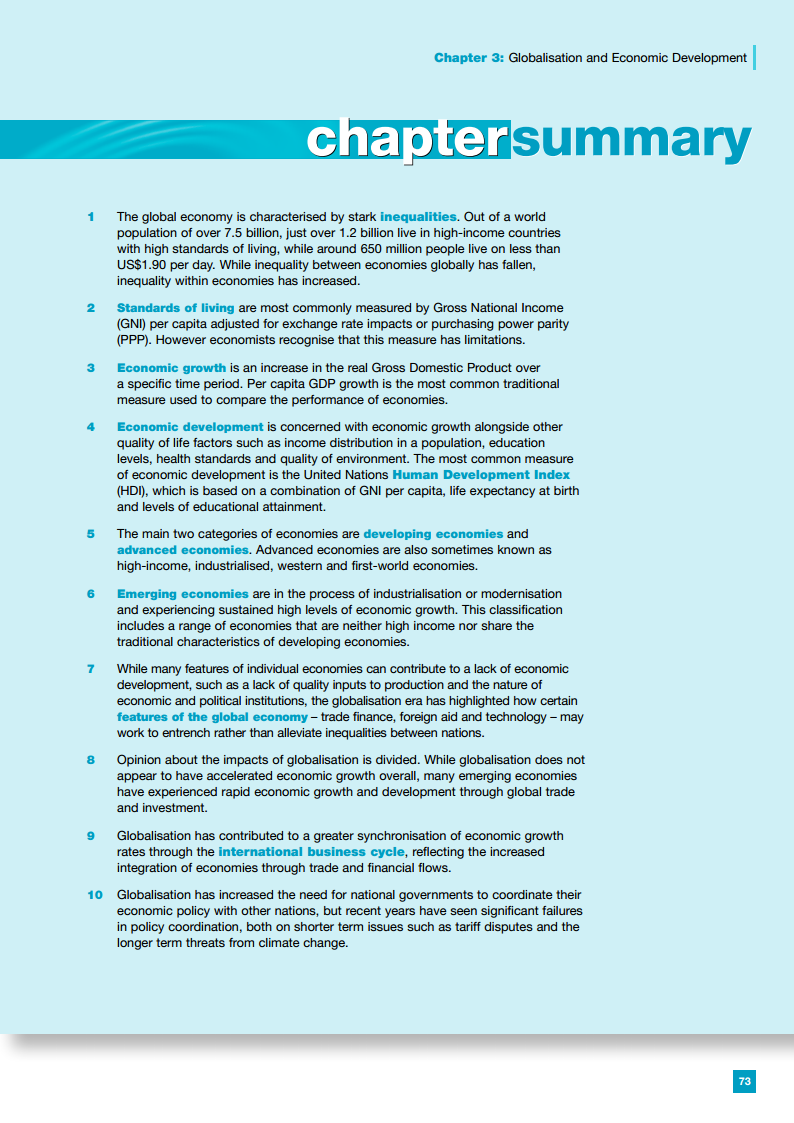 Chapter 3: Globalisation and Economic Development
chaptersummary
1 The global economy is characterised by stark inequalities. Out of a world
population of over 7.5 billion, just over 1.2 billion live in high-income countries
with high standards of living, while around 650 million people live on less than
US$1.90 per day. While inequality between economies globally has fallen,
inequality within economies has increased.
2 Standards of living are most commonly measured by Gross National Income
(GNI) per capita adjusted for exchange rate impacts or purchasing power parity
(PPP). However economists recognise that this measure has limitations.
3 Economic growth is an increase in the real Gross Domestic Product over
a specific time period. Per capita GDP growth is the most common traditional
measure used to compare the performance of economies.
4 Economic development is concerned with economic growth alongside other
quality of life factors such as income distribution in a population, education
levels, health standards and quality of environment. The most common measure
of economic development is the United Nations Human Development Index
(HDI), which is based on a combination of GNI per capita, life expectancy at birth
and levels of educational attainment.
5 The main two categories of economies are developing economies and
advanced economies. Advanced economies are also sometimes known as
high-income, industrialised, western and first-world economies.
6 Emerging economies are in the process of industrialisation or modernisation
and experiencing sustained high levels of economic growth. This classification
includes a range of economies that are neither high income nor share the
traditional characteristics of developing economies.
7 While many features of individual economies can contribute to a lack of economic
development, such as a lack of quality inputs to production and the nature of
economic and political institutions, the globalisation era has highlighted how certain
features of the global economy – trade finance, foreign aid and technology – may
work to entrench rather than alleviate inequalities between nations.
8 Opinion about the impacts of globalisation is divided. While globalisation does not
appear to have accelerated economic growth overall, many emerging economies
have experienced rapid economic growth and development through global trade
and investment.
9 Globalisation has contributed to a greater synchronisation of economic growth
rates through the international business cycle, reflecting the increased
integration of economies through trade and financial flows.
10 Globalisation has increased the need for national governments to coordinate their
economic policy with other nations, but recent years have seen significant failures
in policy coordination, both on shorter term issues such as tariff disputes and the
longer term threats from climate change.
73